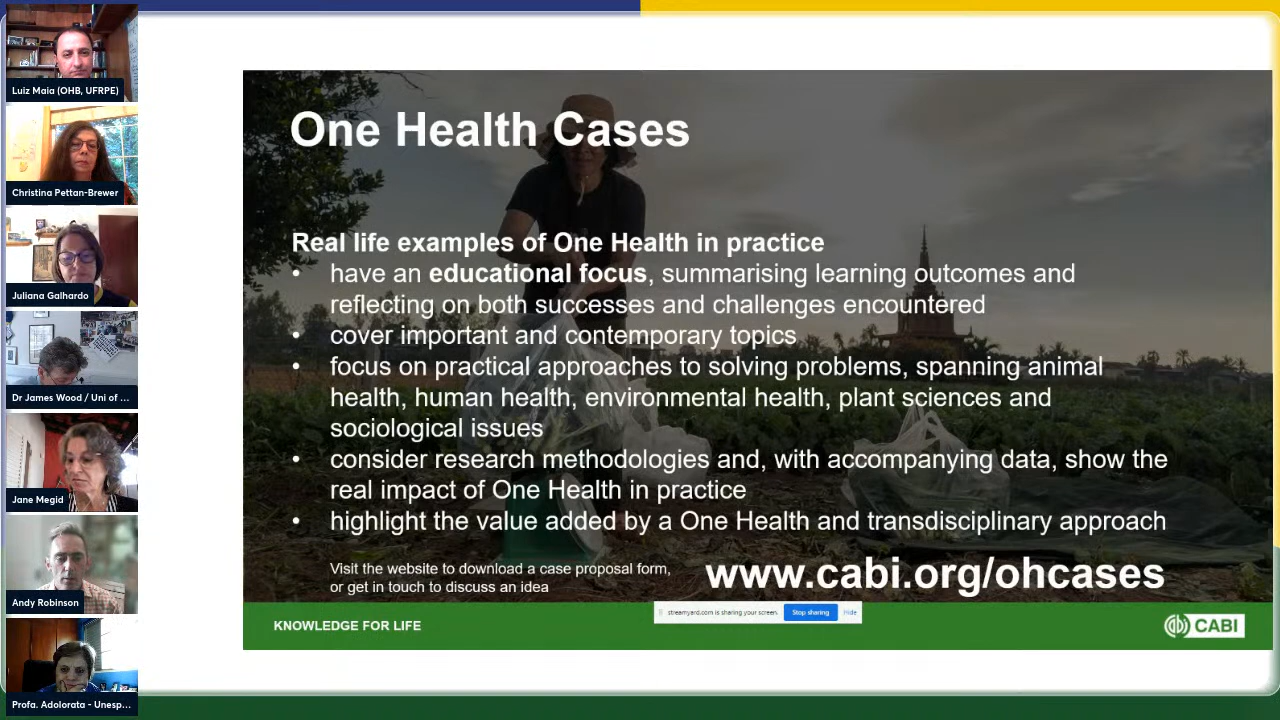 Luiz Maia (OHB, UFRPE)
Christina Pettan-Brewer
Juliana Galhardo
Dr James Wood / Uni of ...
Jane Megid
Andy Robinson
Profa. Adolorata - Unesp...
One Health Cases
Real life examples of One Health in practice
• have an educational focus, summarising learning outcomes and
reflecting on both successes and challenges encountered
• cover important and contemporary topics
• focus on practical approaches to solving problems, spanning animal
health, human health, environmental health, plant sciences and
sociological issues
• consider research methodologies and, with accompanying data, show the
real impact of One Health in practice
• highlight the value added by a One Health and transdisciplinary approach
Visit the website to download a case proposal form,
or get in touch to discuss an idea
www.cabi.org/ohcases
streamyard.com is sharing your screen. Stop sharing Hide
KNOWLEDGE FOR LIFE
CABI